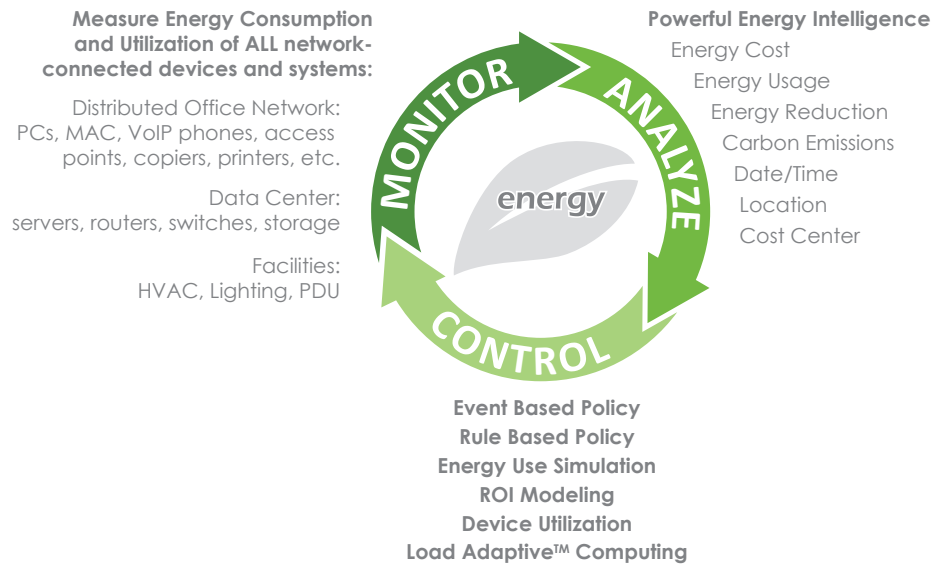 Measure Energy Consumption
and Utilization of ALL network-
connected devices and systems:
Distributed Office Network:
PCs, MAC, VoIP phones, access
points, copiers, printers, etc.
Data Center:
servers, routers, switches, storage
Facilities:
HVAC, Lighting, PDU
MONITOR
ANALYZE
CONTROL
energy
Powerful Energy Intelligence
Energy Cost
Energy Usage
Energy Reduction
Carbon Emissions
Date/Time
Location
Cost Center
Event Based Policy
Rule Based Policy
Energy Use Simulation
ROI Modeling
Device Utilization
Load Adaptive™ Computing